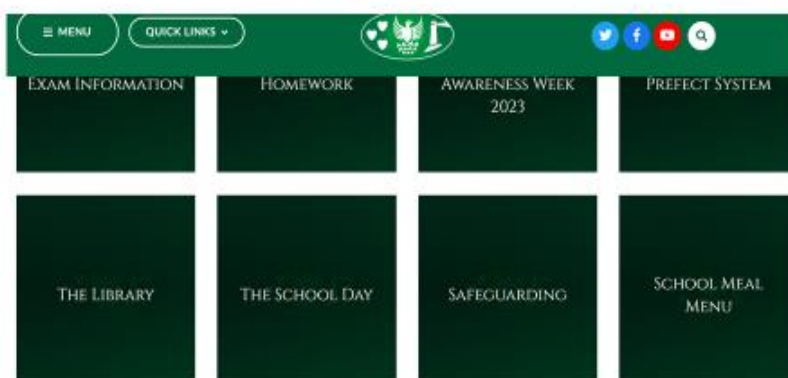 ≡ MENU
QUICK LINKS
EXAM INFORMATION
HOMEWORK
AWARENESS WEEK
2023
PREFECT SYSTEM
THE LIBRARY
THE SCHOOL DAY
SAFEGUARDING
SCHOOL MEAL
MENU